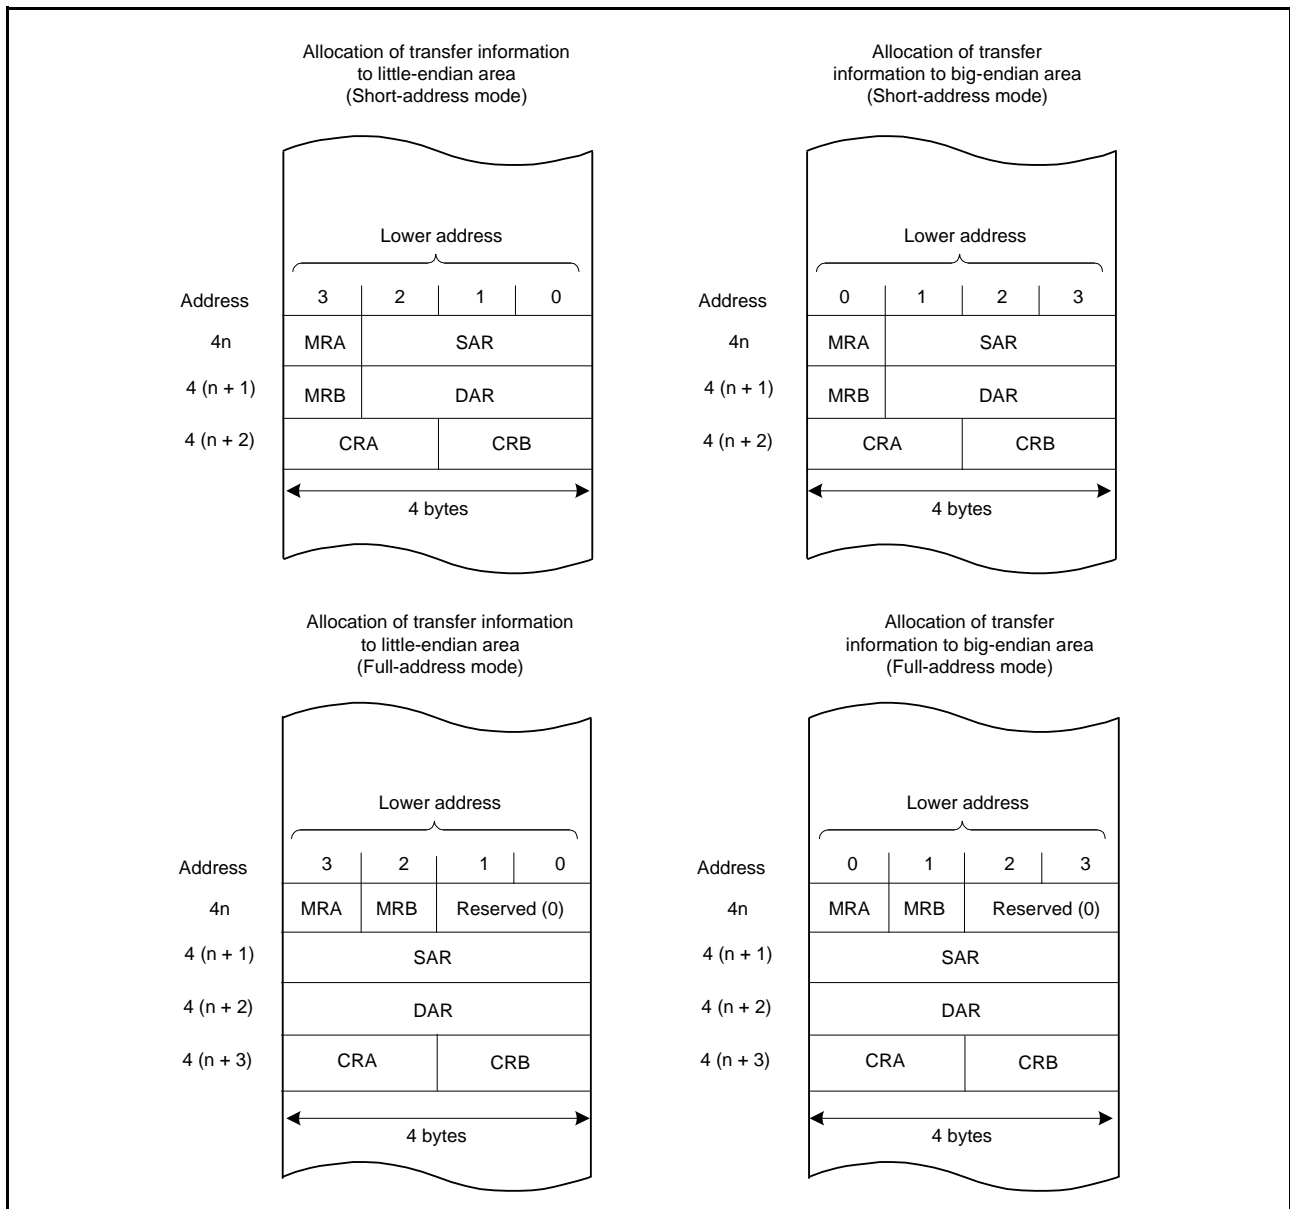 Allocation of transfer information
to little-endian area
(Short-address mode)
Lower address
Address 3 2 1 0
4n MRA SAR
4 (n + 1) MRB DAR
4 (n + 2) CRA CRB
4 bytes
Allocation of transfer
information to big-endian area
(Short-address mode)
Lower address
Address 0 1 2 3
4n MRA SAR
4 (n + 1) MRB DAR
4 (n + 2) CRA CRB
4 bytes
Allocation of transfer information
to little-endian area
(Full-address mode)
Lower address
Address 3 2 1 0
4n MRA MRB Reserved (0)
4 (n + 1) SAR
4 (n + 2) DAR
4 (n + 3) CRA CRB
4 bytes
Allocation of transfer
information to big-endian area
(Full-address mode)
Lower address
Address 0 1 2 3
4n MRA MRB Reserved (0)
4 (n + 1) SAR
4 (n + 2) DAR
4 (n + 3) CRA CRB
4 bytes